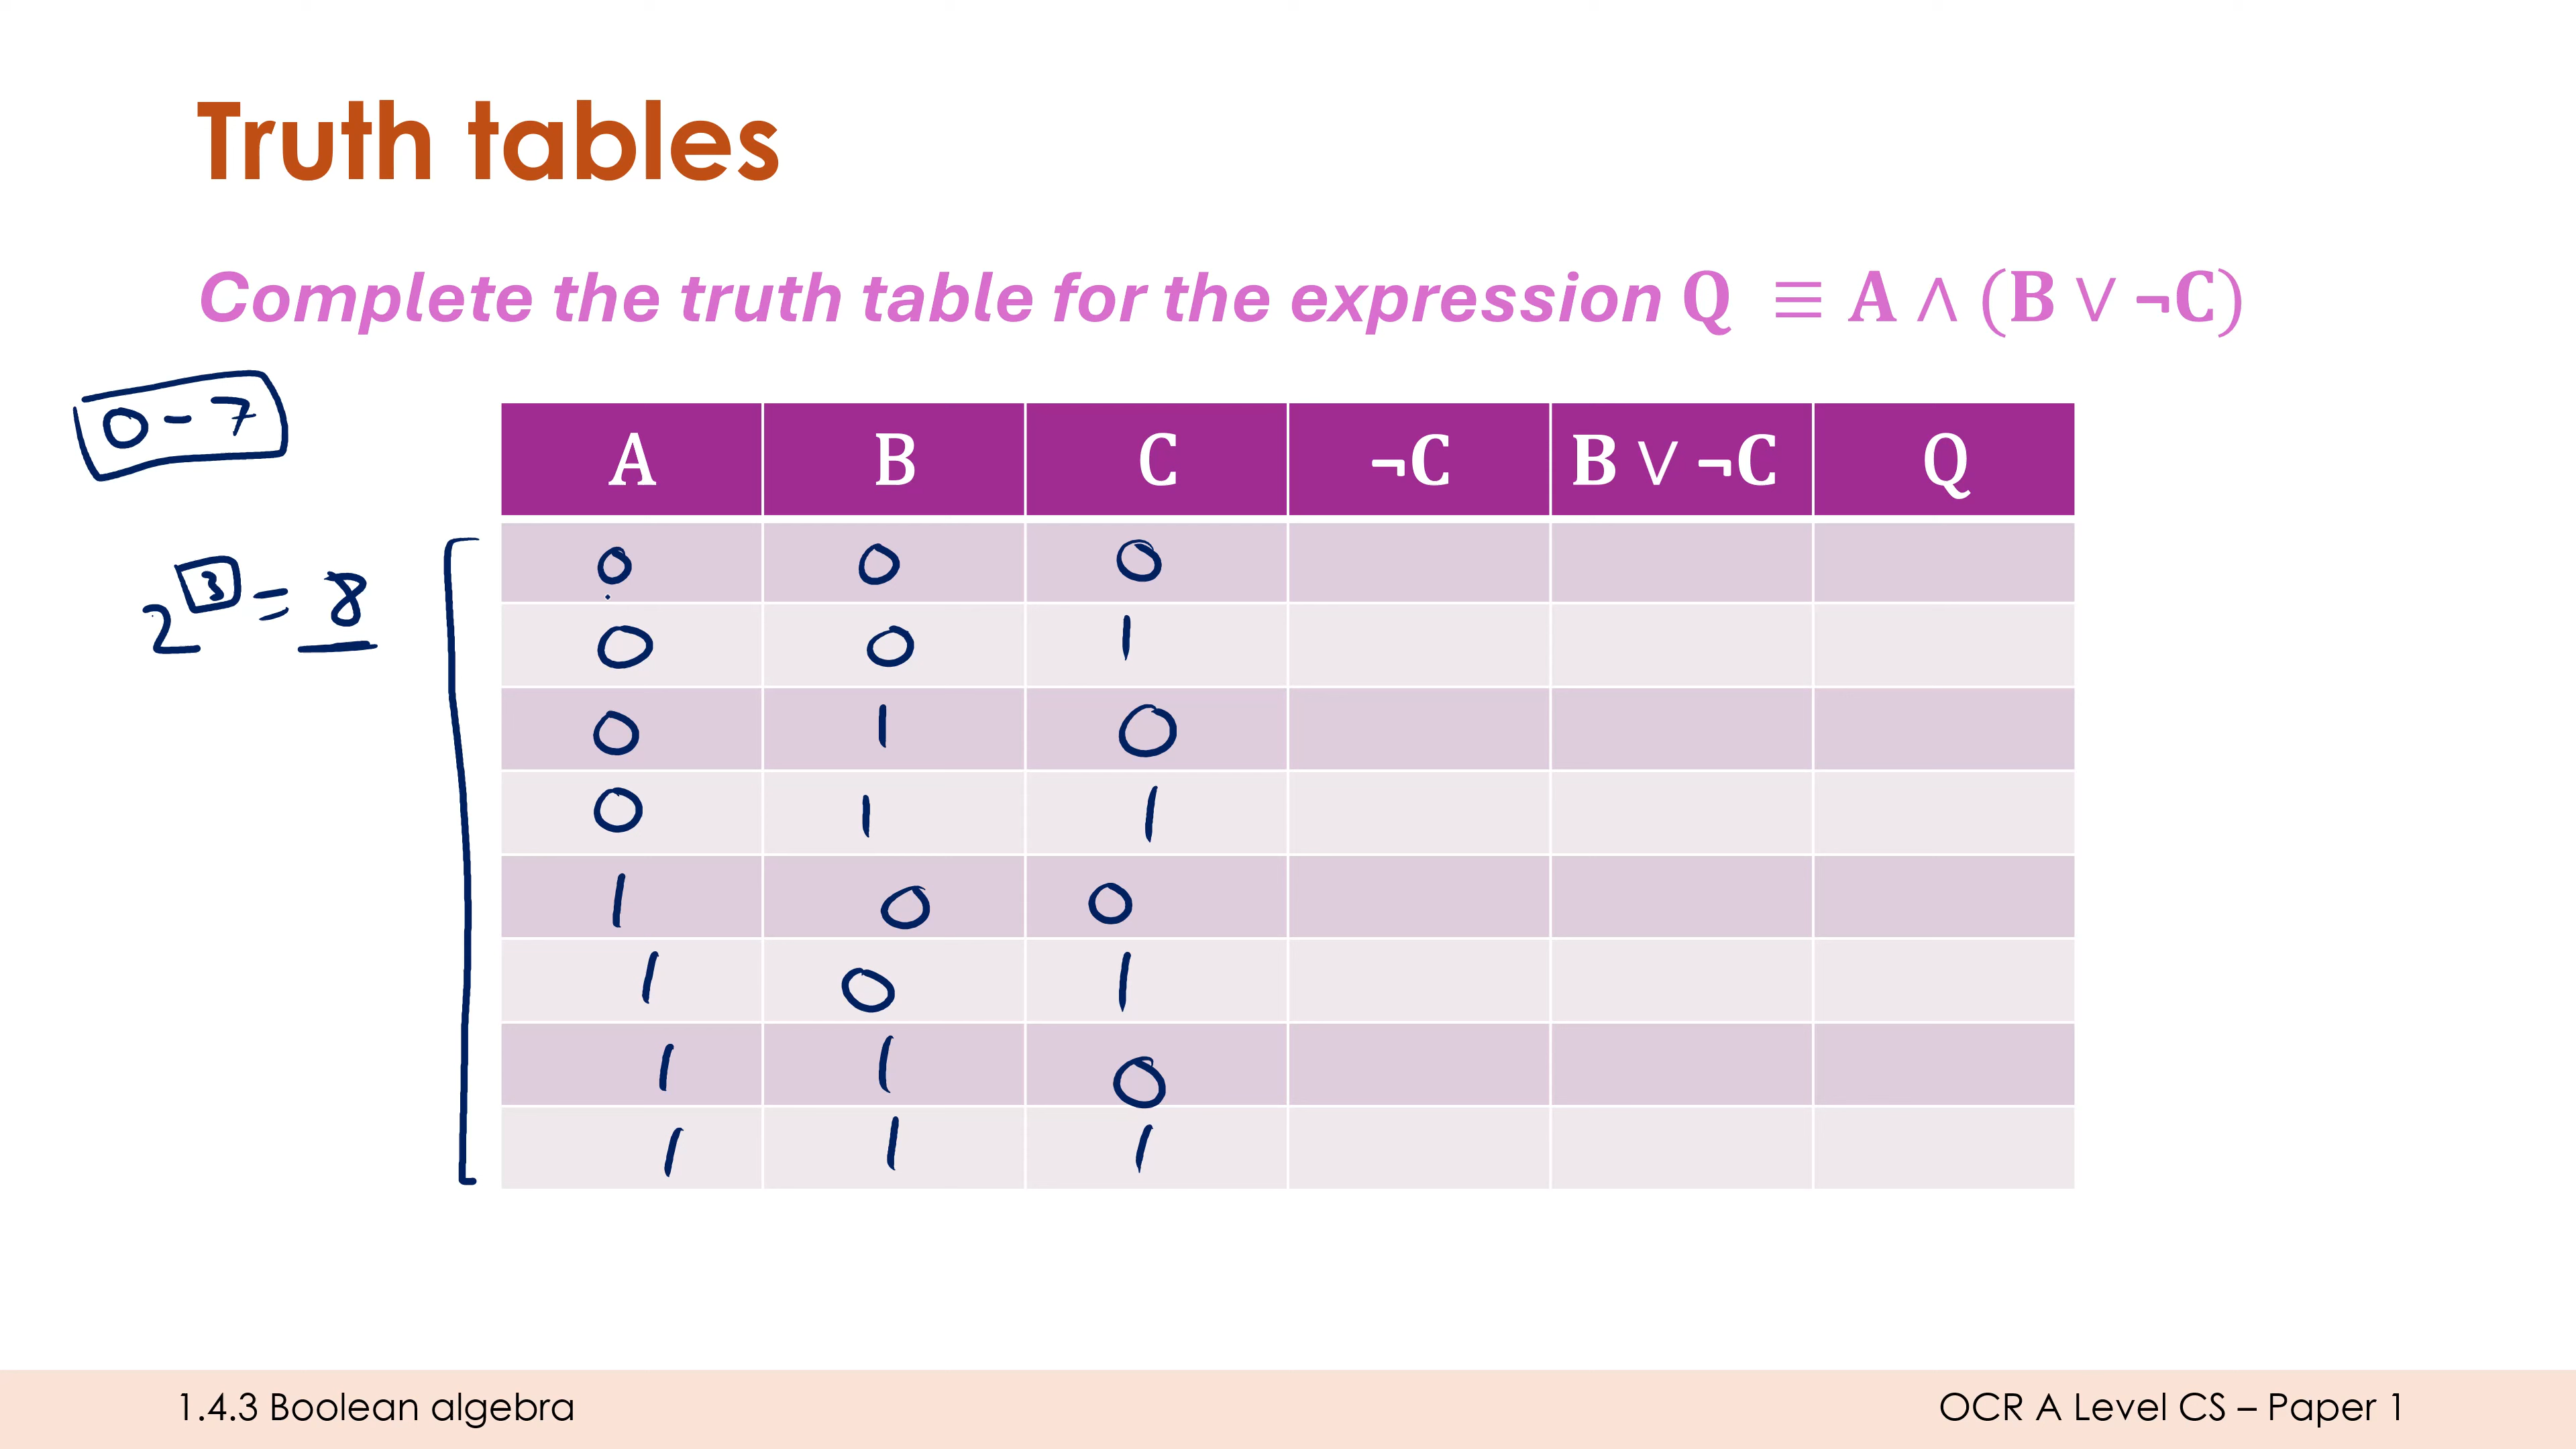 Truth tables
Complete the truth table for the expression Q ≡ A ∧ (B ∨ ¬C)
0 - 7
2^3 = 8
A B C ¬C B ∨ ¬C Q
0 0 0
0 0 1
0 1 0
0 1 1
1 0 0
1 0 1
1 1 0
1 1 1
1.4.3 Boolean algebra
OCR A Level CS – Paper 1